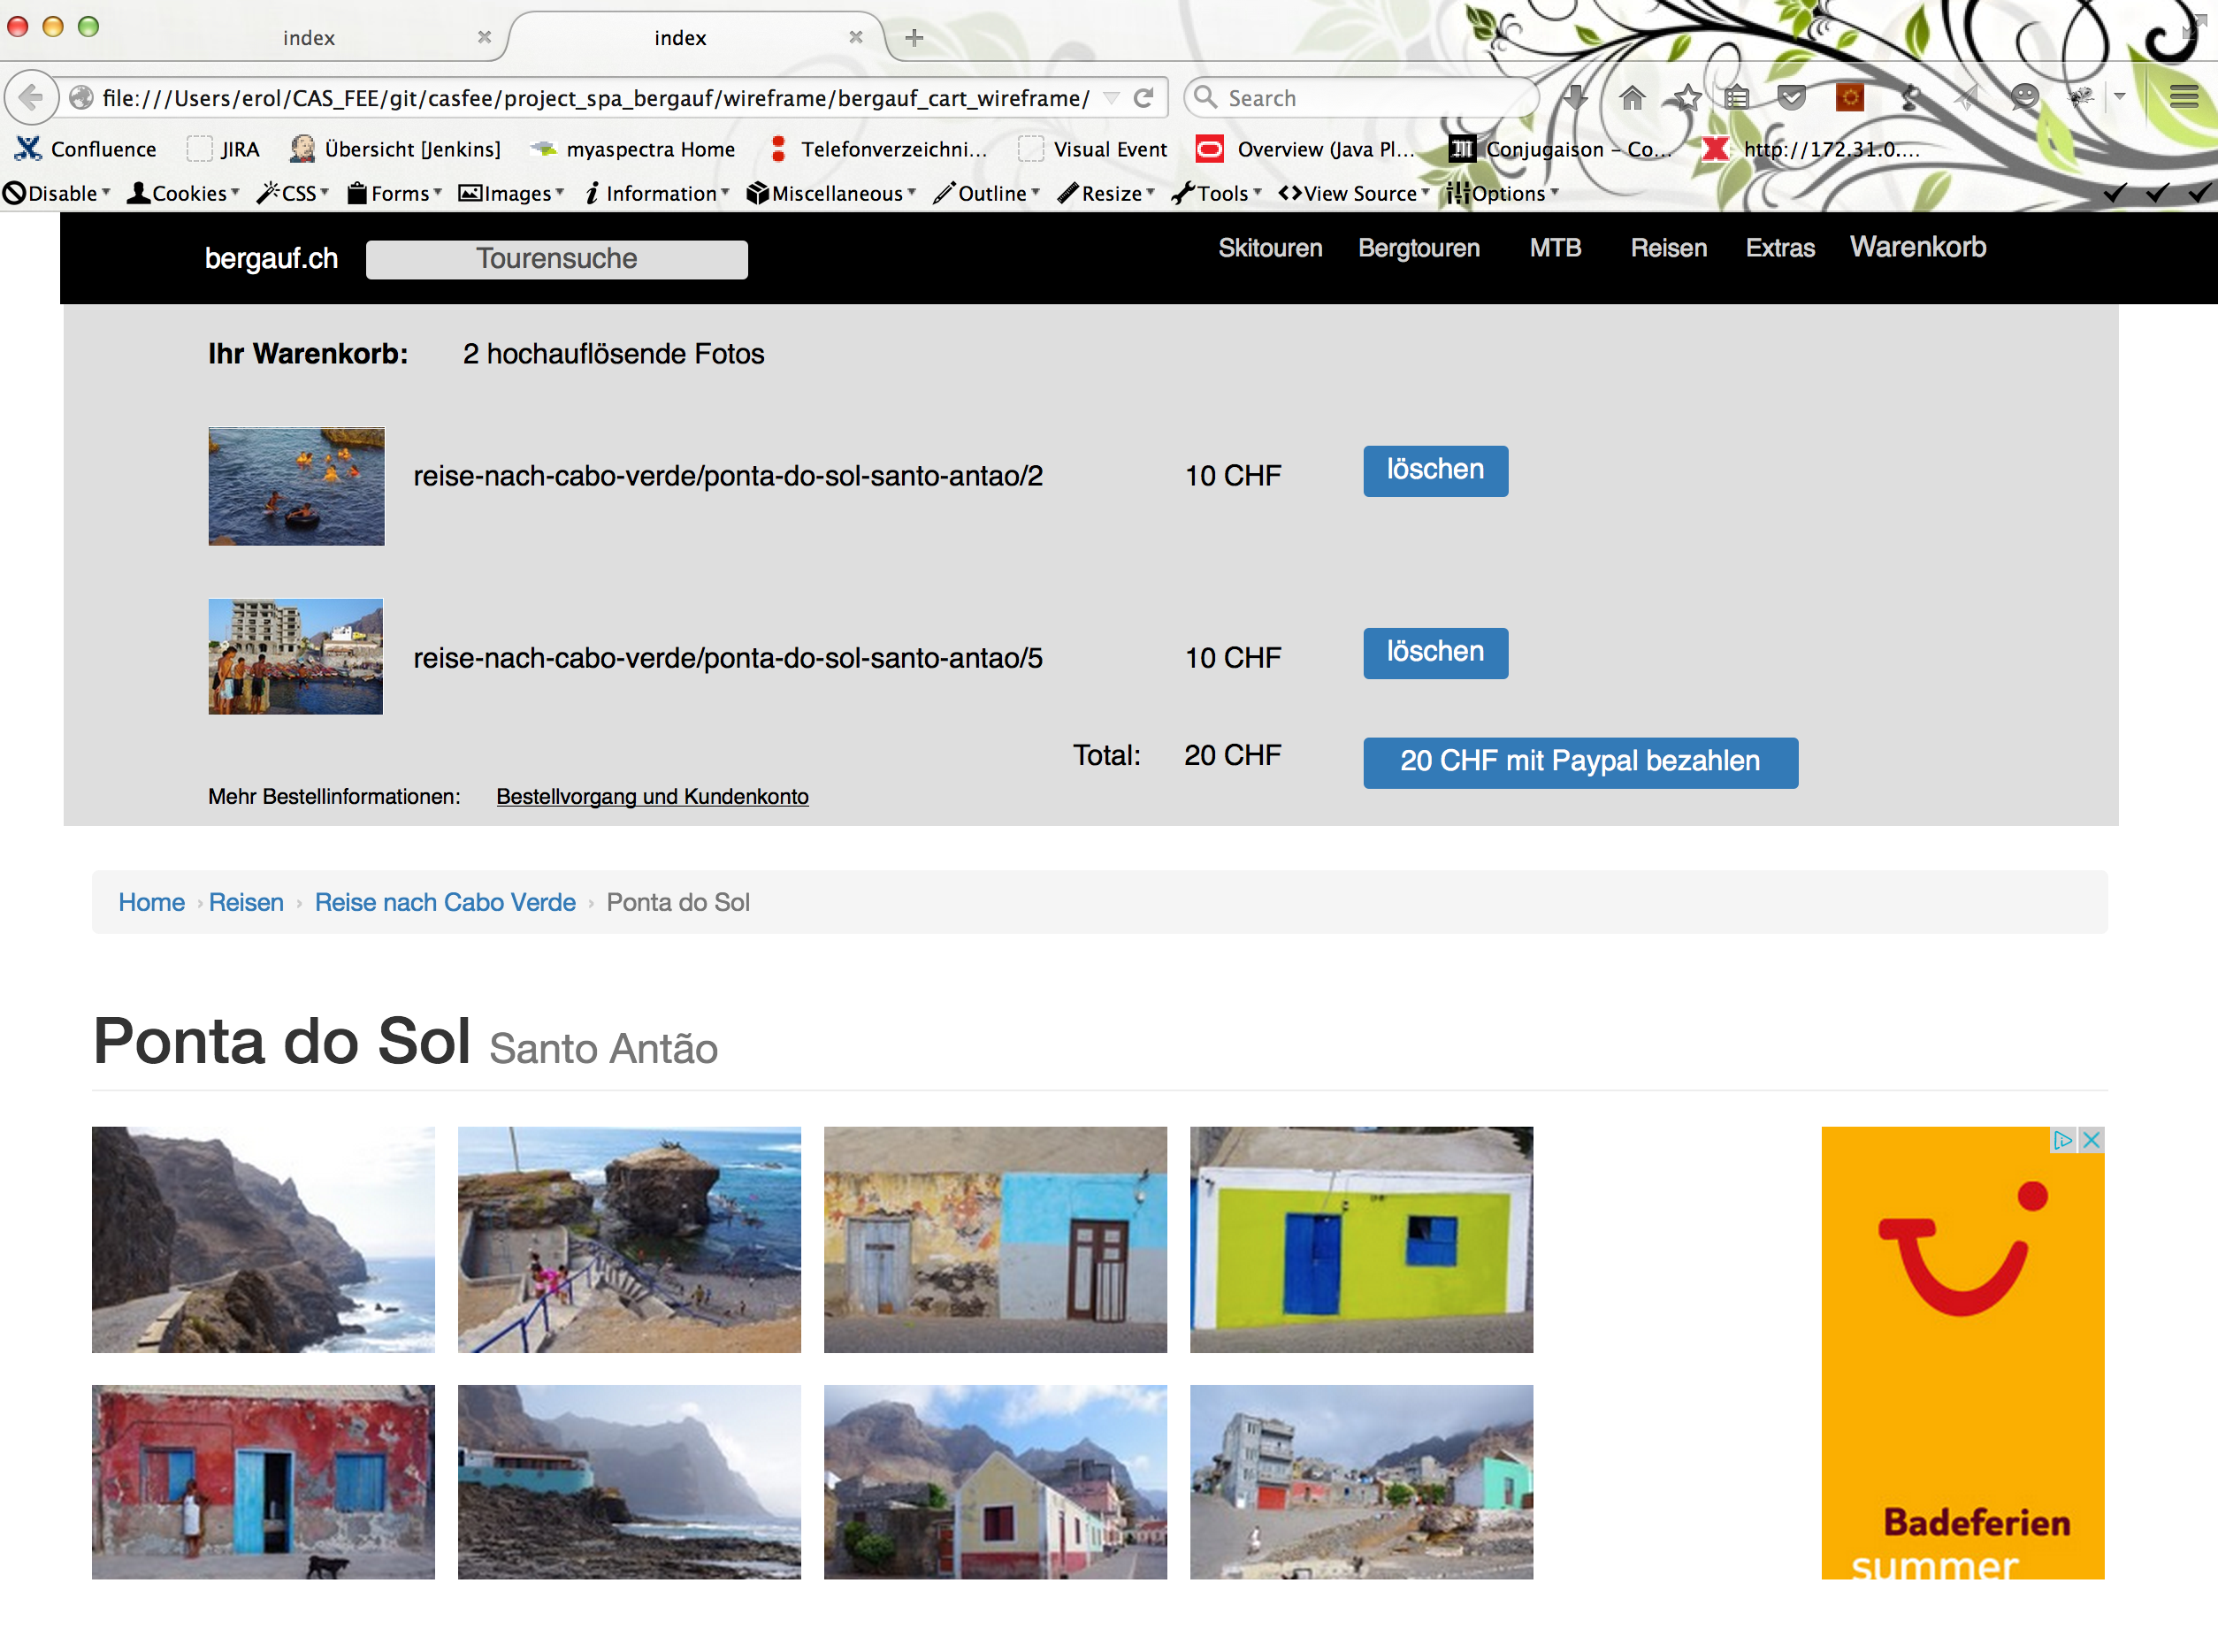 index
index
file:///Users/erol/CAS_FEE/git/casfee/project_spa_bergauf/wireframe/bergauf_cart_wireframe/
Search
Confluence JIRA Übersicht [Jenkins] myaspectra Home Telefonverzeichni... Visual Event Overview (Java Pl... Conjugaison – Co... http://172.31.0....
Disable Cookies CSS Forms Images Information Miscellaneous Outline Resize Tools View Source Options
bergauf.ch Tourensuche Skitouren Bergtouren MTB Reisen Extras Warenkorb
Ihr Warenkorb: 2 hochauflösende Fotos
reise-nach-cabo-verde/ponta-do-sol-santo-antao/2 10 CHF löschen
reise-nach-cabo-verde/ponta-do-sol-santo-antao/5 10 CHF löschen
Total: 20 CHF 20 CHF mit Paypal bezahlen
Mehr Bestellinformationen: Bestellvorgang und Kundenkonto
Home › Reisen › Reise nach Cabo Verde › Ponta do Sol
Ponta do Sol Santo Antão
Badeferien
summer